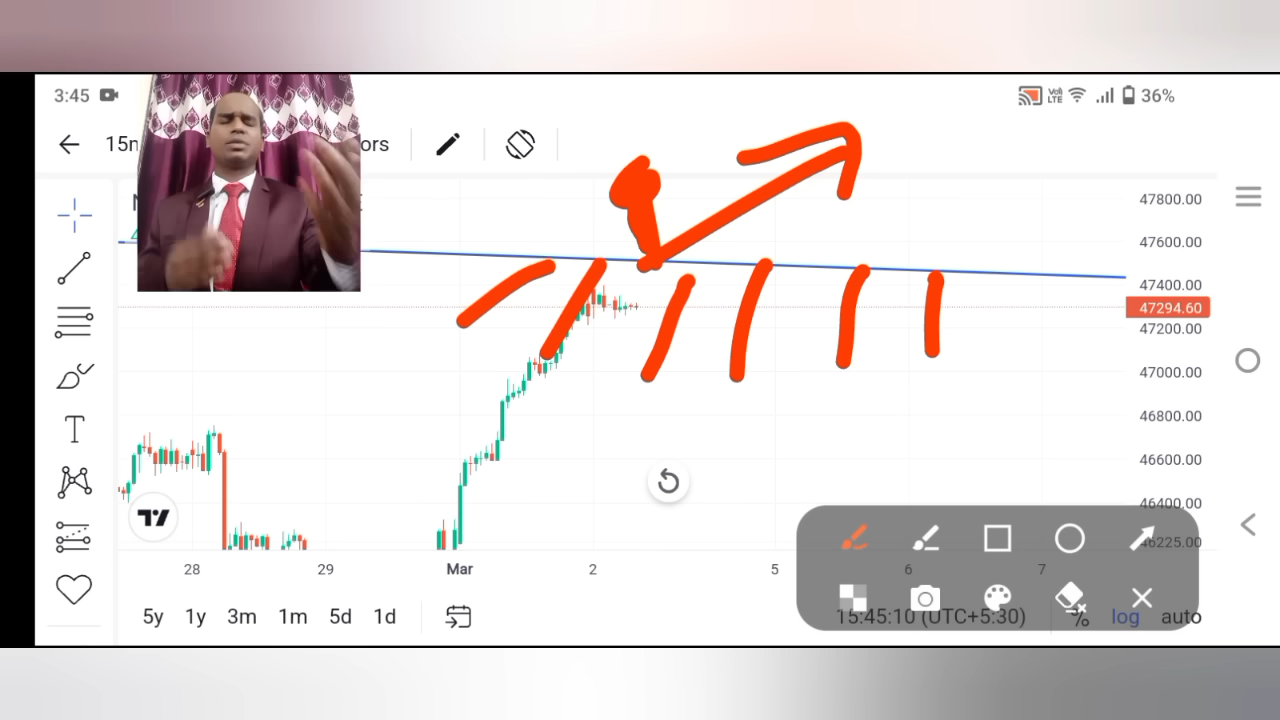 3:45
VoLTE
36%
15
ors
47800.00
47600.00
47400.00
47294.60
47200.00
47000.00
46800.00
46600.00
46400.00
46225.00
28 29 Mar 2 5 6 7
5y 1y 3m 1m 5d 1d
15:45:10 (UTC+5:30) % log auto